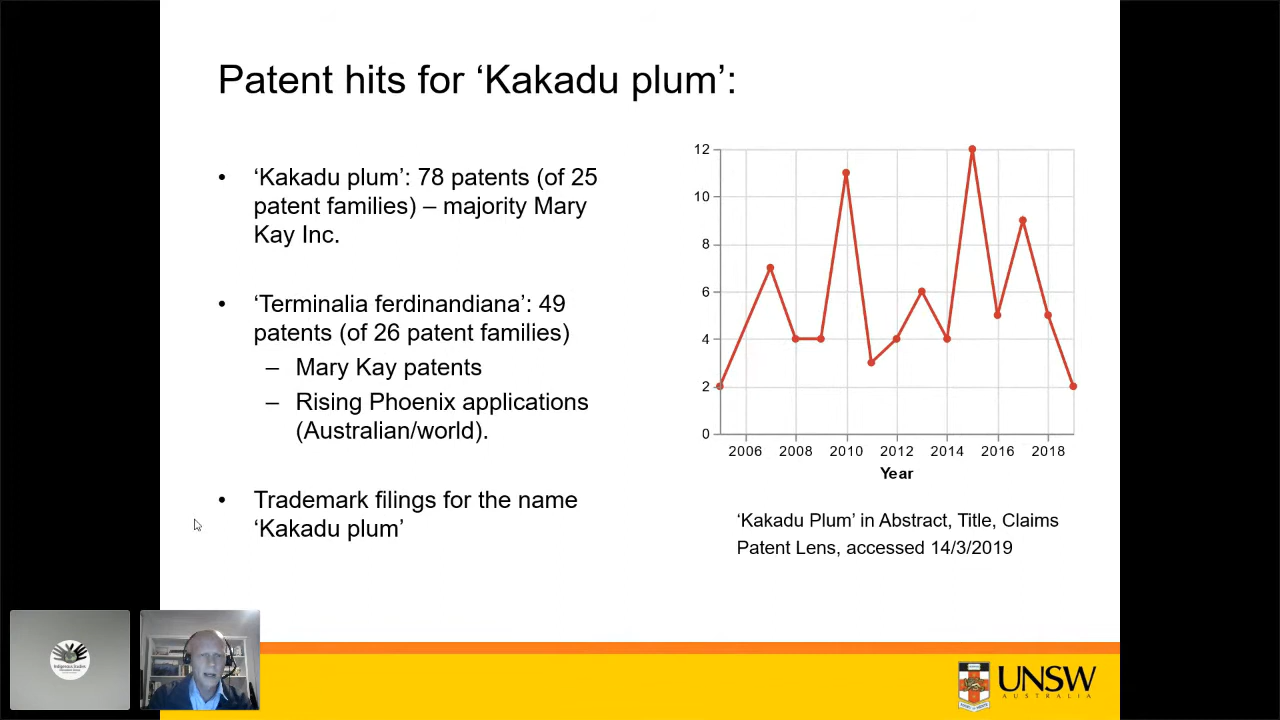 Patent hits for ‘Kakadu plum’:
• ‘Kakadu plum’: 78 patents (of 25
patent families) – majority Mary
Kay Inc.
• ‘Terminalia ferdinandiana’: 49
patents (of 26 patent families)
– Mary Kay patents
– Rising Phoenix applications
(Australian/world).
• Trademark filings for the name
‘Kakadu plum’
12
10
8
6
4
2
0
2006 2008 2010 2012 2014 2016 2018
Year
‘Kakadu Plum’ in Abstract, Title, Claims
Patent Lens, accessed 14/3/2019
Indigenous Studies
UNSW
AUSTRALIA